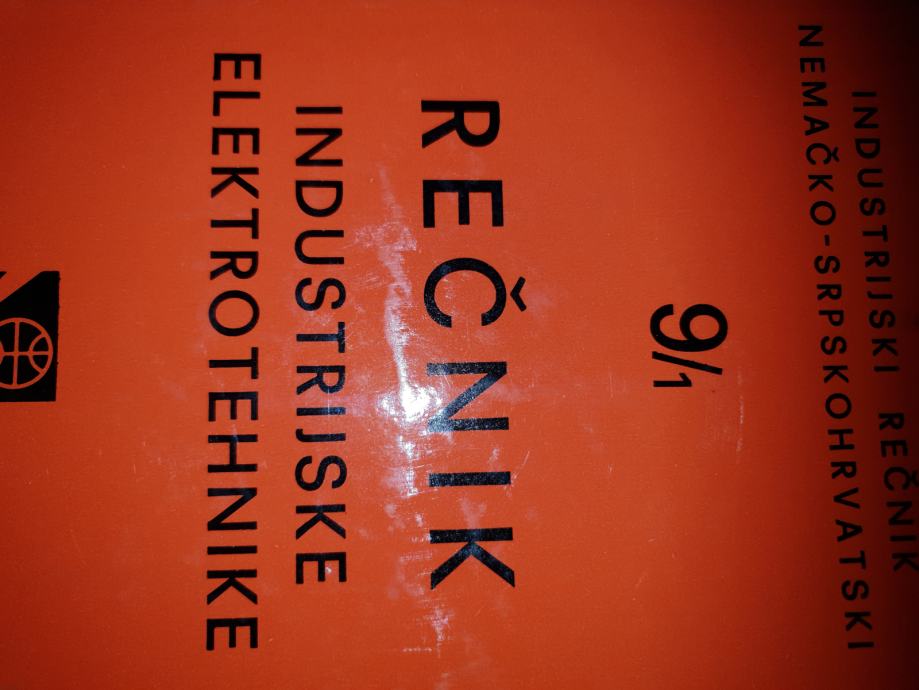 INDUSTRIJSKI REČNIK
NEMAČKO-SRPSKOHRVATSKI
9/1
REČNIK
INDUSTRIJSKE
ELEKTROTEHNIKE